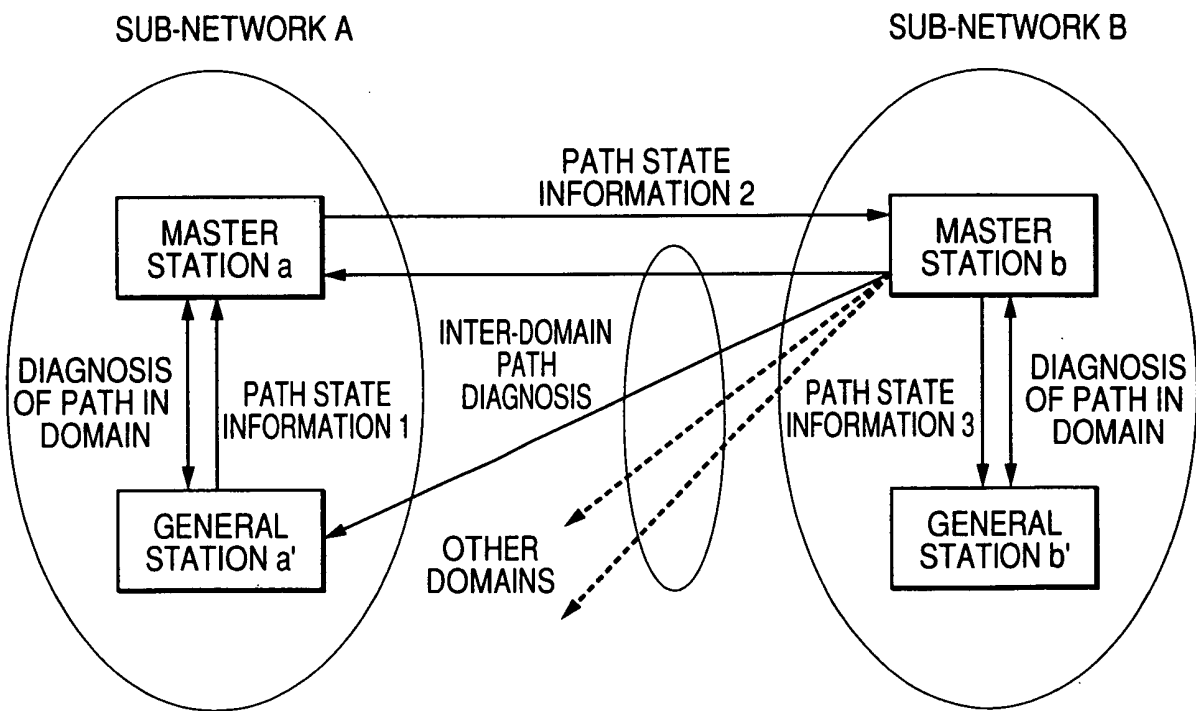 SUB-NETWORK A
SUB-NETWORK B
PATH STATE
INFORMATION 2
MASTER
STATION a
MASTER
STATION b
INTER-DOMAIN
PATH
DIAGNOSIS
DIAGNOSIS
OF PATH IN
DOMAIN
PATH STATE
INFORMATION 1
PATH STATE
INFORMATION 3
DIAGNOSIS
OF PATH IN
DOMAIN
GENERAL
STATION a'
OTHER
DOMAINS
GENERAL
STATION b'